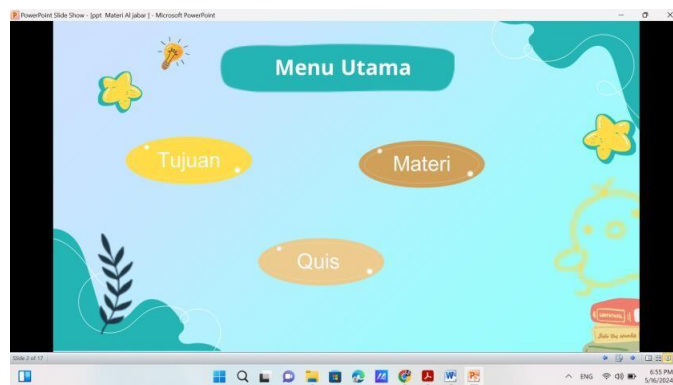 PowerPoint Slide Show - [ppt Materi Al jabar ] - Microsoft PowerPoint
Menu Utama
Tujuan
Materi
Quis
Slide 2 of 17
ENG
6:55 PM
5/16/2024